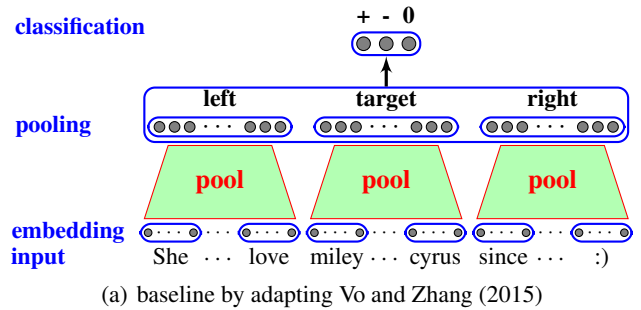 classification + - 0
left target right
pooling ··· ··· ···
pool pool pool
embedding ··· ··· ··· ··· ··· ···
input She ··· love miley ··· cyrus since ··· :)
(a) baseline by adapting Vo and Zhang (2015)